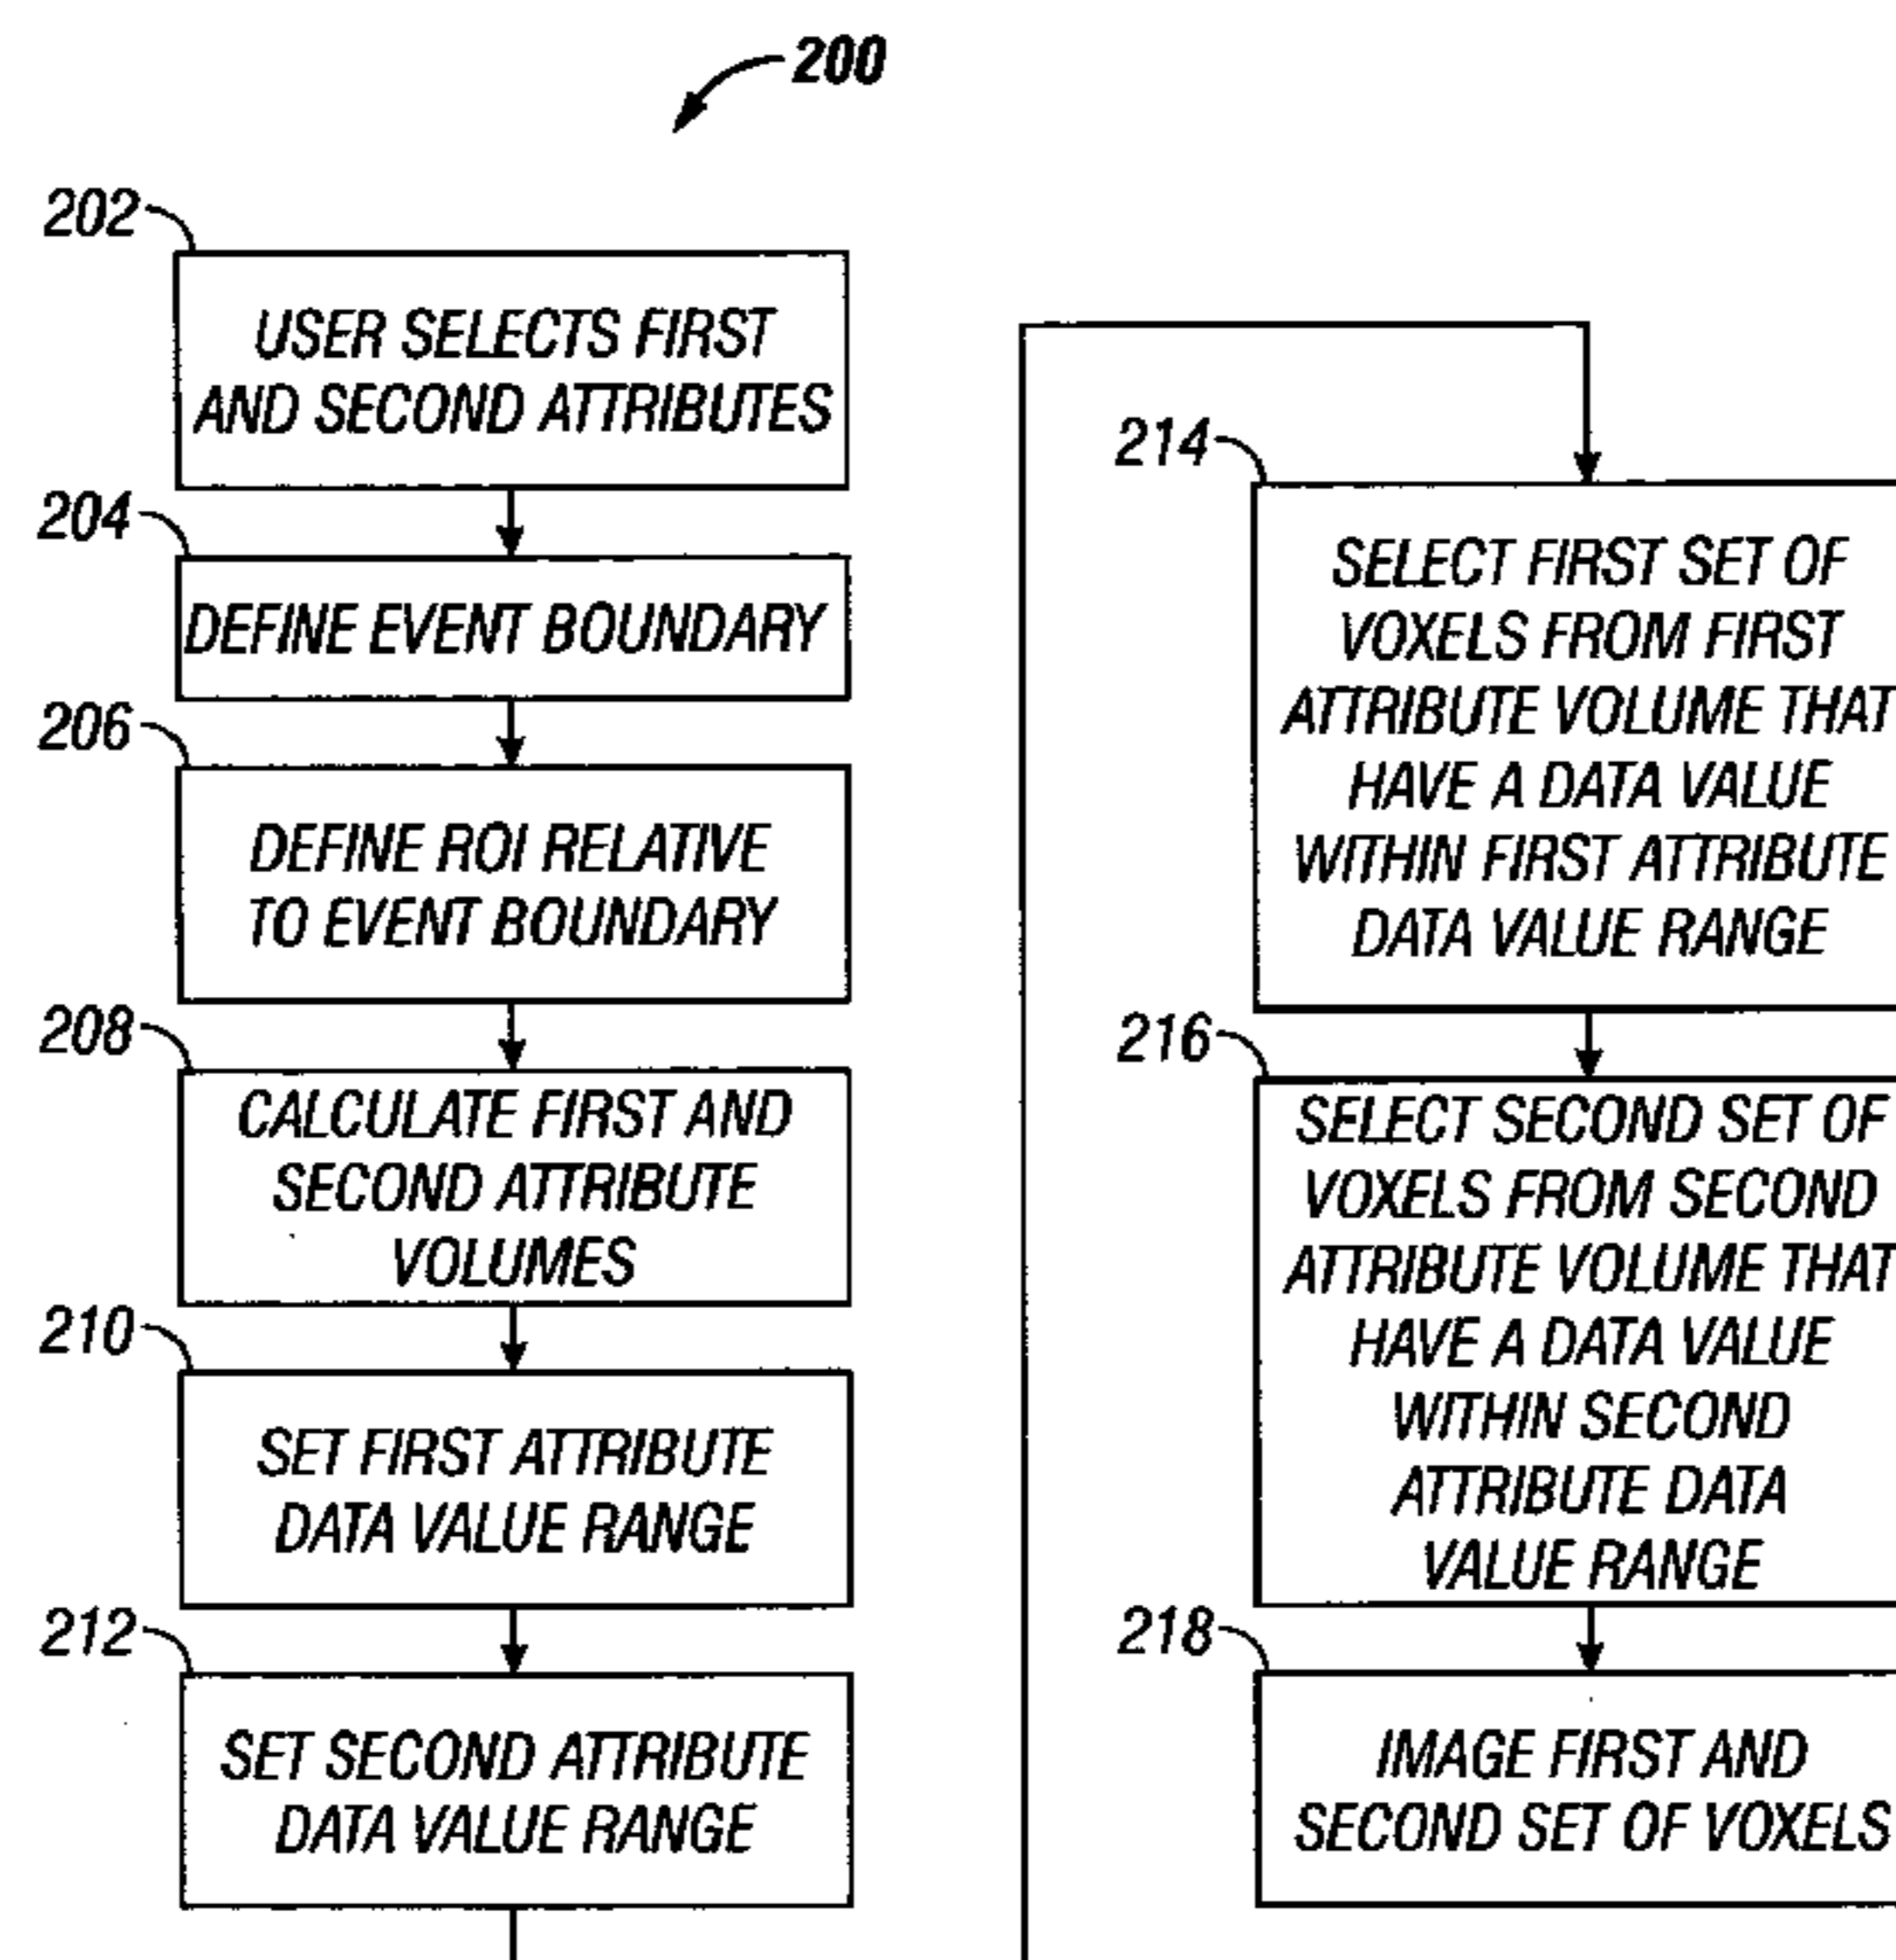 200
202
USER SELECTS FIRST
AND SECOND ATTRIBUTES
204
DEFINE EVENT BOUNDARY
206
DEFINE ROI RELATIVE
TO EVENT BOUNDARY
208
CALCULATE FIRST AND
SECOND ATTRIBUTE
VOLUMES
210
SET FIRST ATTRIBUTE
DATA VALUE RANGE
212
SET SECOND ATTRIBUTE
DATA VALUE RANGE
214
SELECT FIRST SET OF
VOXELS FROM FIRST
ATTRIBUTE VOLUME THAT
HAVE A DATA VALUE
WITHIN FIRST ATTRIBUTE
DATA VALUE RANGE
216
SELECT SECOND SET OF
VOXELS FROM SECOND
ATTRIBUTE VOLUME THAT
HAVE A DATA VALUE
WITHIN SECOND
ATTRIBUTE DATA
VALUE RANGE
218
IMAGE FIRST AND
SECOND SET OF VOXELS